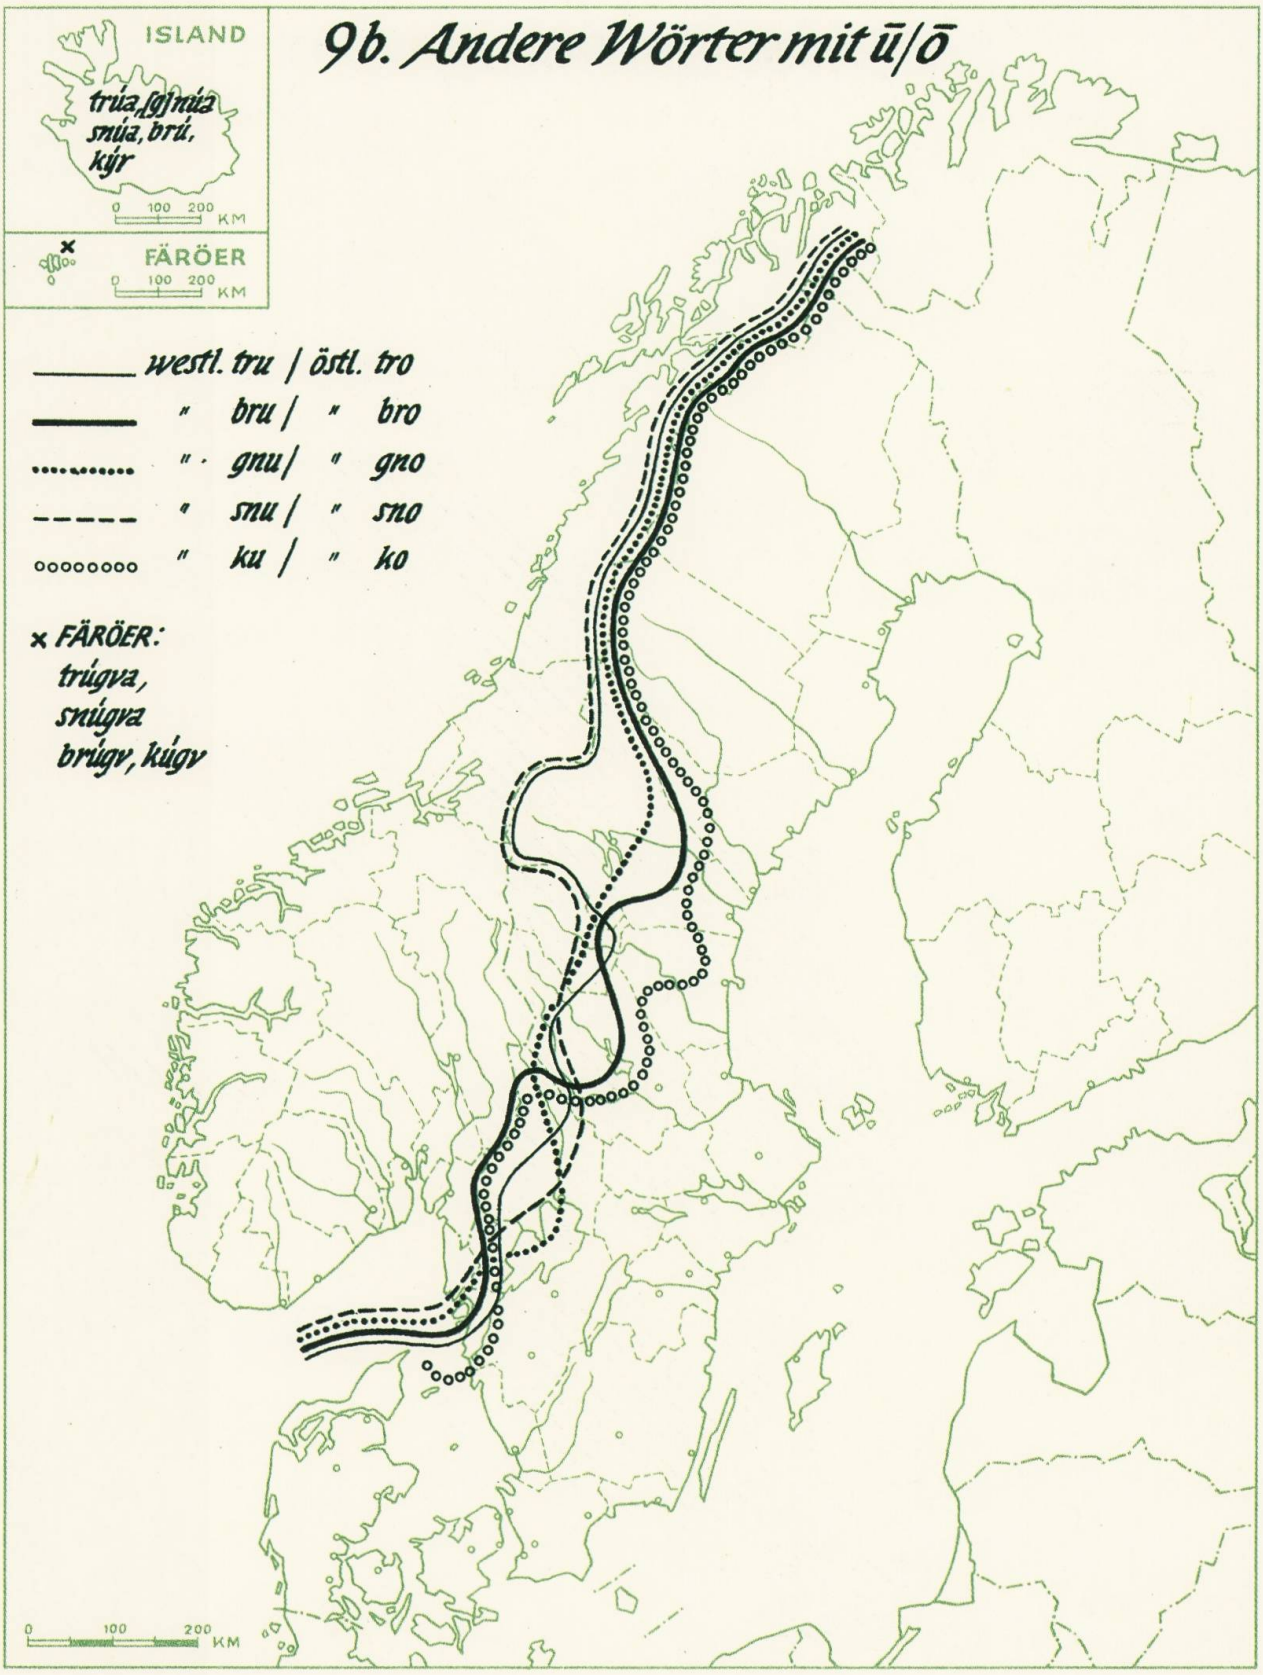 9b. Andere Wörter mit ū/ō
ISLAND
trúa, [g]núa
snúa, brú,
kýr
0 100 200
KM
FÄRÖER
0 100 200
KM
westl. tru / östl. tro
" bru / " bro
" gnu / " gno
" snu / " sno
" ku / " ko
x FÄRÖER:
trúgva,
snúgva
brúgv, kúgv
0 100 200 KM